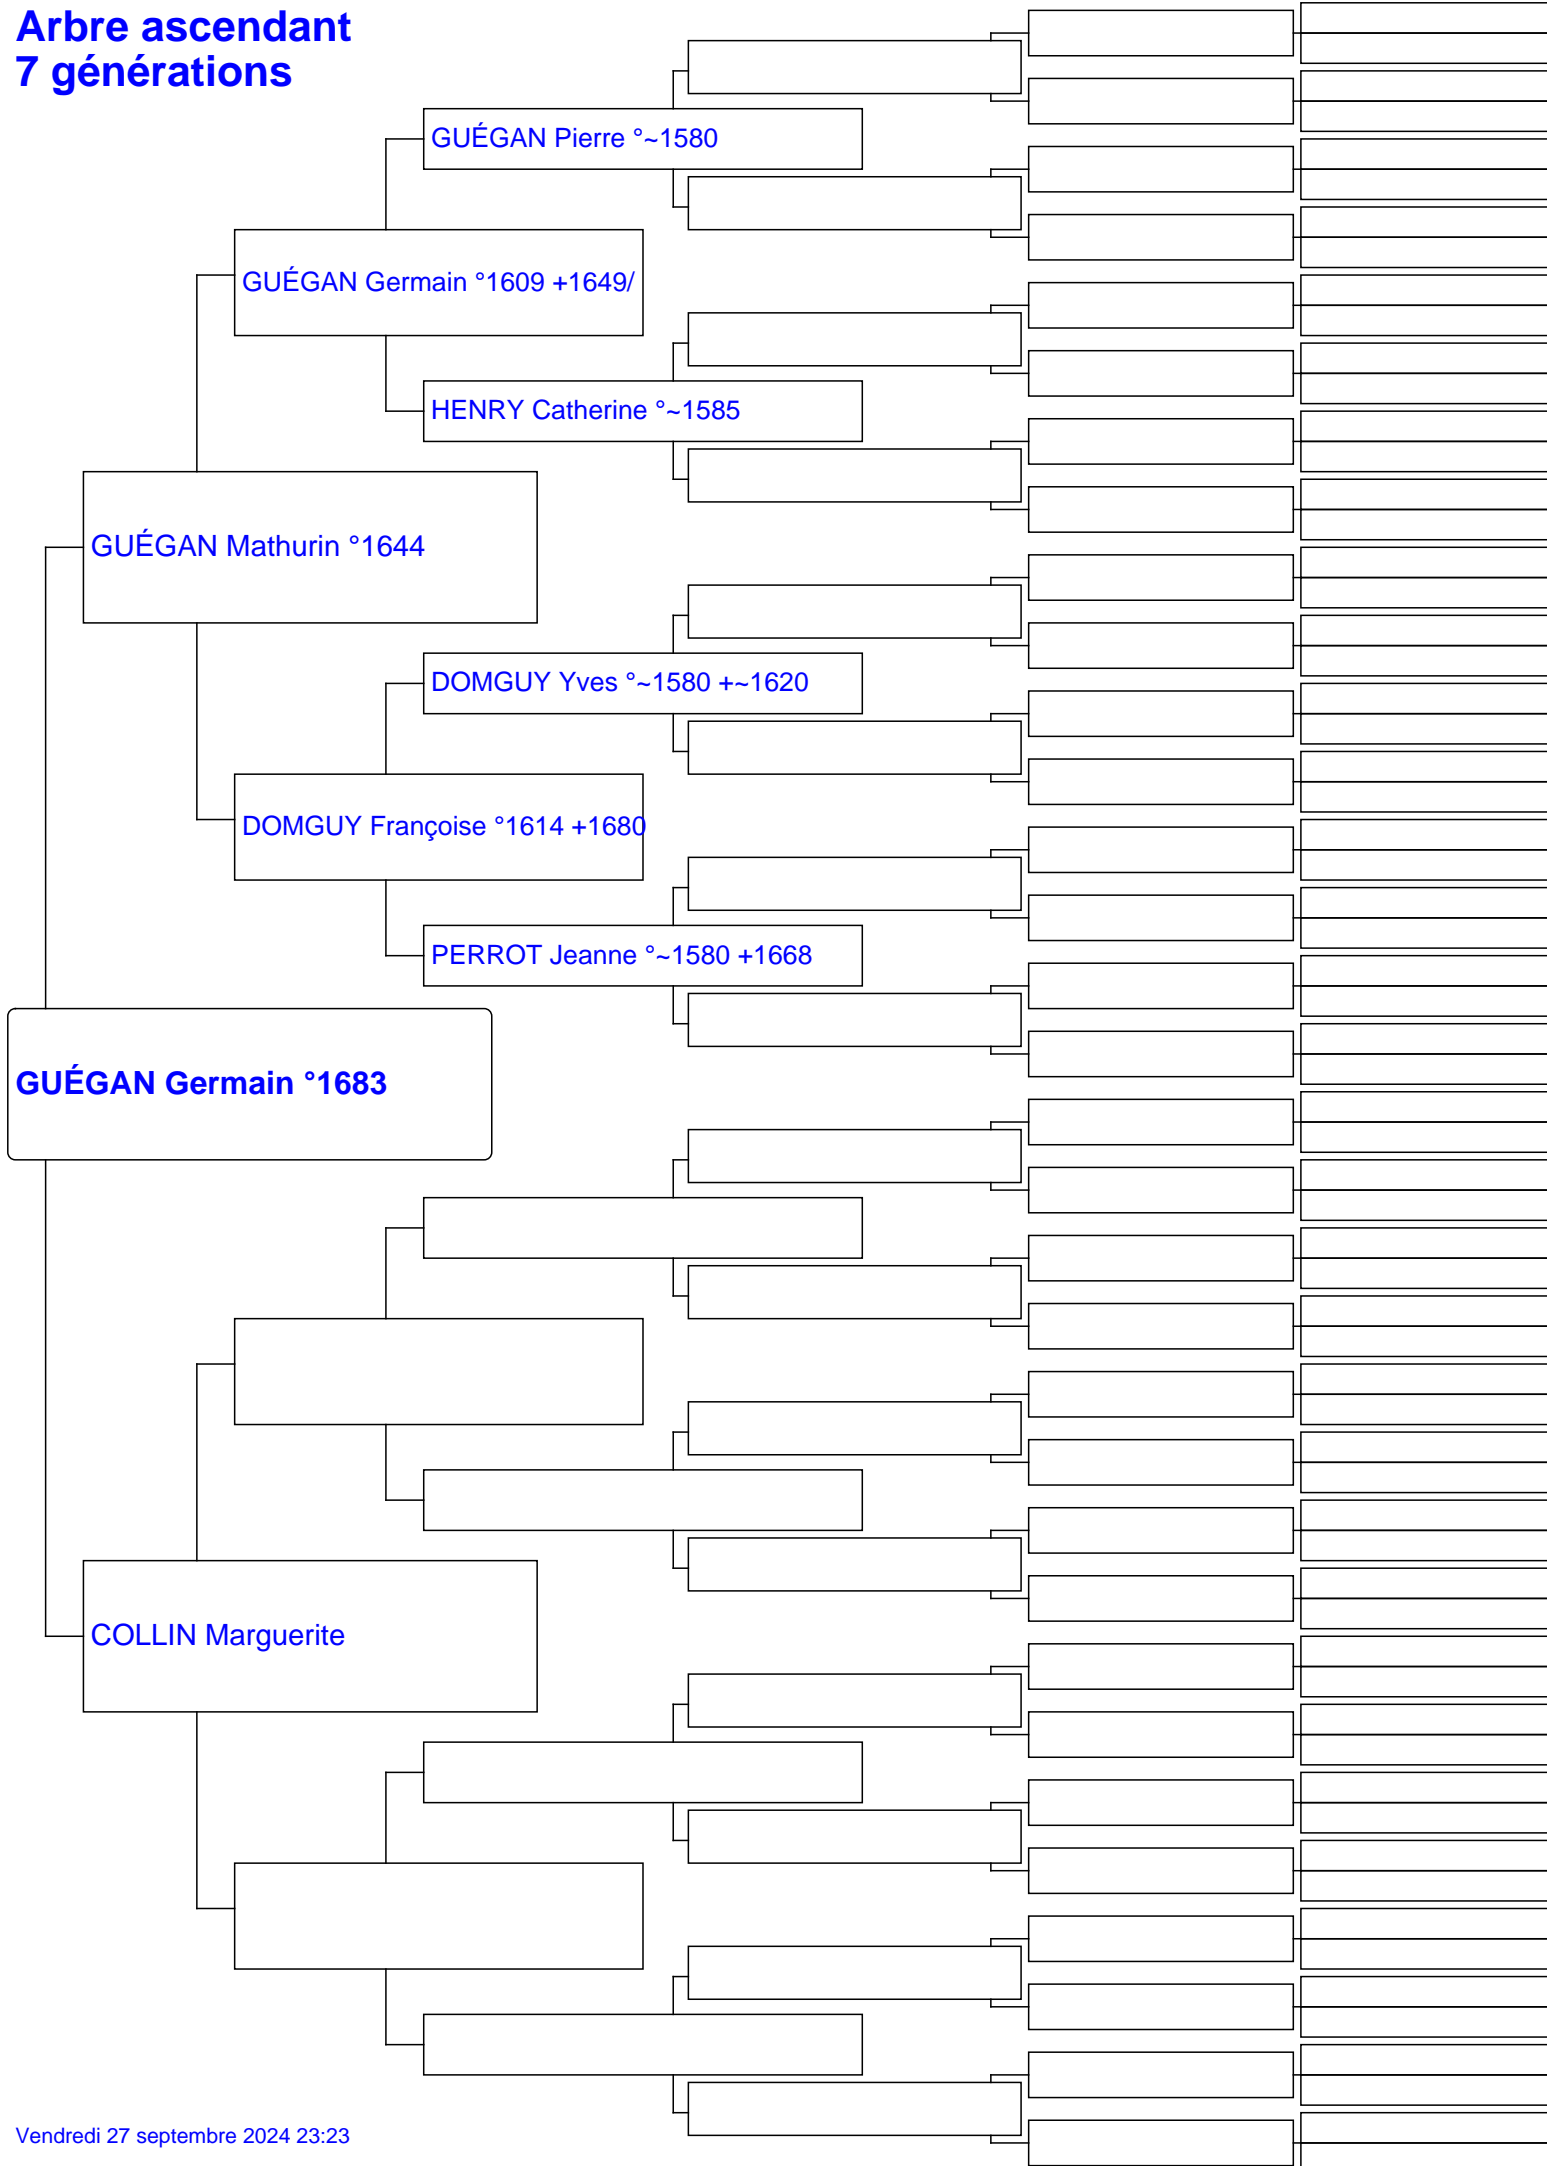 Arbre ascendant
7 générations
GUÉGAN Pierre °~1580
GUÉGAN Germain °1609 +1649/
HENRY Catherine °~1585
GUÉGAN Mathurin °1644
DOMGUY Yves °~1580 +~1620
DOMGUY Françoise °1614 +1680
PERROT Jeanne °~1580 +1668
GUÉGAN Germain °1683
COLLIN Marguerite
Vendredi 27 septembre 2024 23:23